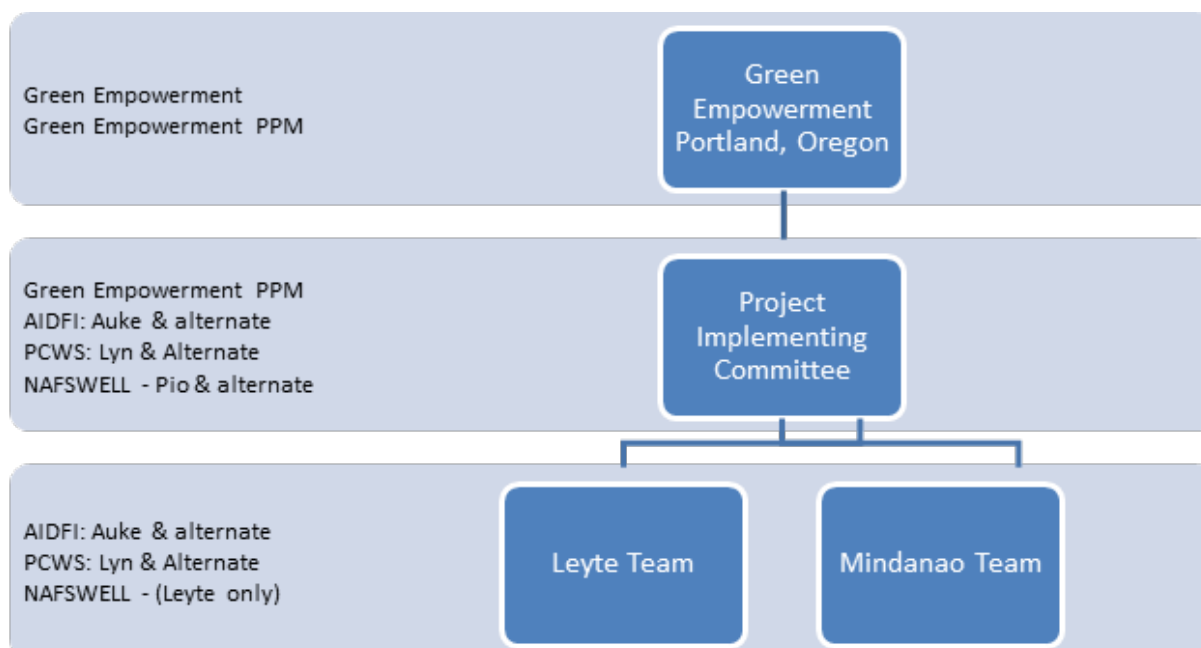 Green Empowerment
Green Empowerment PPM
Green
Empowerment
Portland, Oregon
Green Empowerment PPM
AIDFI: Auke & alternate
PCWS: Lyn & Alternate
NAFSWELL - Pio & alternate
Project
Implementing
Committee
AIDFI: Auke & alternate
PCWS: Lyn & Alternate
NAFSWELL - (Leyte only)
Leyte Team
Mindanao Team